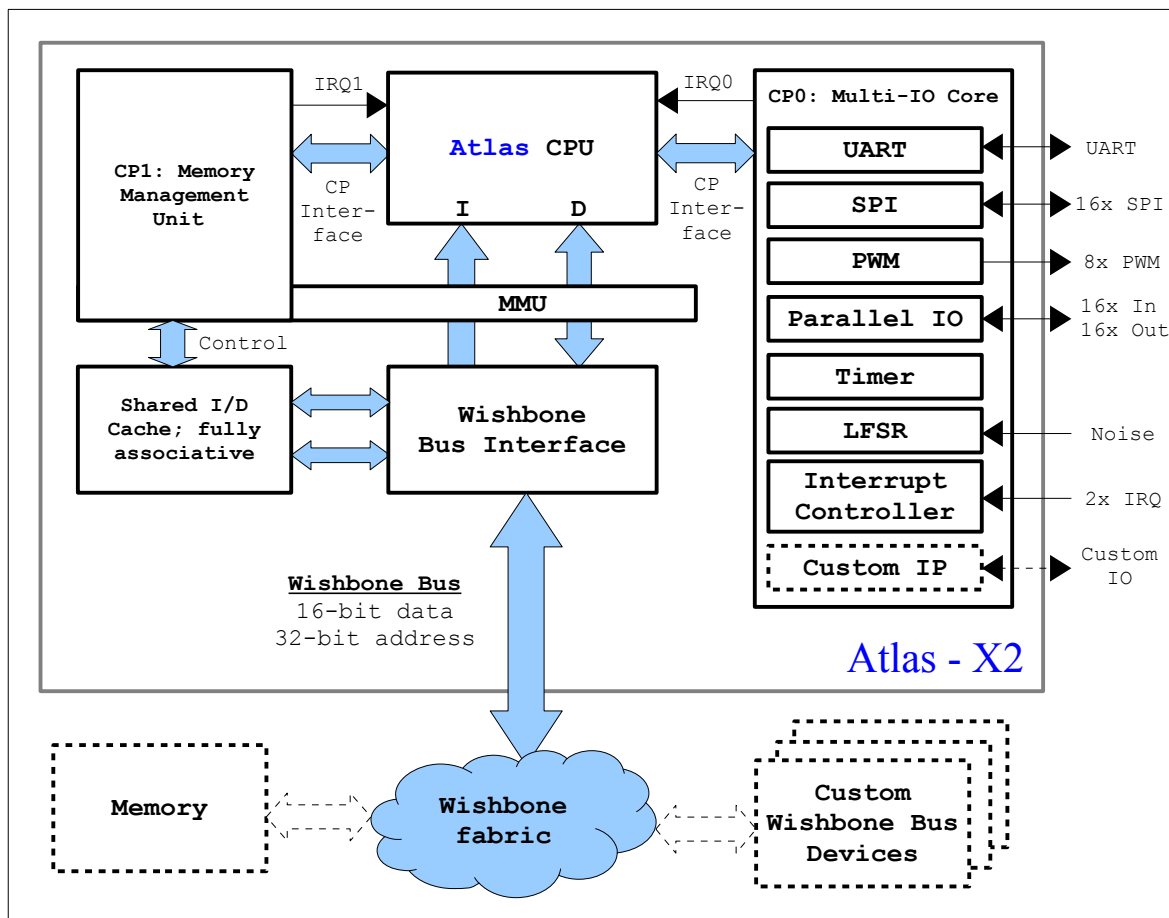 IRQ1
IRQ0
CP0: Multi-IO Core
Atlas CPU
I D
CP1: Memory
Management
Unit
CP
Inter-
face
CP
Inter-
face
UART
UART
SPI
16x SPI
PWM
8x PWM
MMU
Parallel IO
16x In
16x Out
Control
Timer
Shared I/D
Cache; fully
associative
Wishbone
Bus Interface
LFSR
Noise
Interrupt
Controller
2x IRQ
Custom IP
Custom
IO
Wishbone Bus
16-bit data
32-bit address
Atlas - X2
Memory
Wishbone
fabric
Custom
Wishbone Bus
Devices